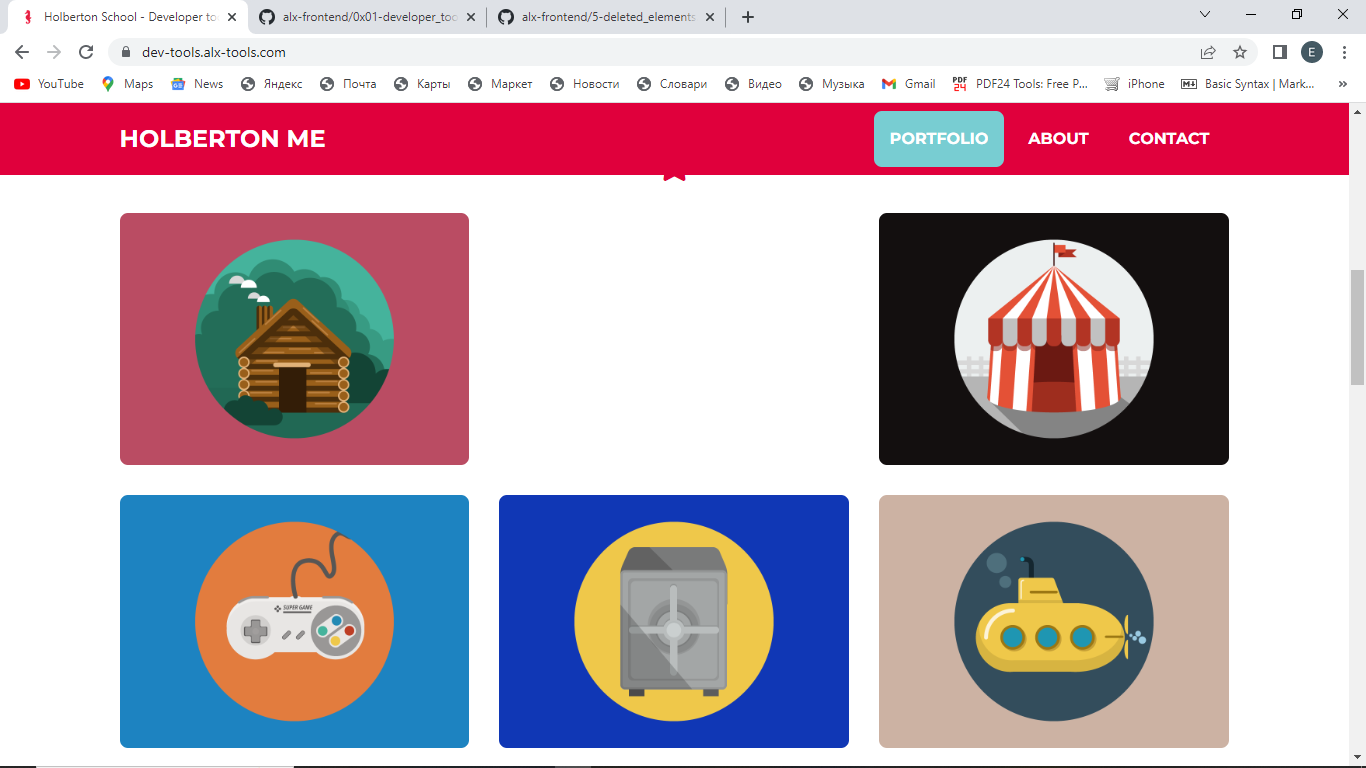 Holberton School - Developer to
alx-frontend/0x01-developer_too
alx-frontend/5-deleted_elements
dev-tools.alx-tools.com
E
YouTube
Maps
News
Яндекс
Почта
Карты
Маркет
Новости
Словари
Видео
Музыка
Gmail
PDF 24
PDF24 Tools: Free P...
iPhone
M
Basic Syntax | Mark...
»
HOLBERTON ME
PORTFOLIO
ABOUT
CONTACT
SUPER GAME